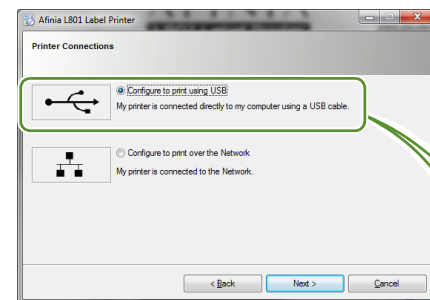 Afinia L801 Label Printer
Printer Connections
Configure to print using USB
My printer is connected directly to my computer using a USB cable.
Configure to print over the Network
My printer is connected to the Network.
< Back
Next >
Cancel